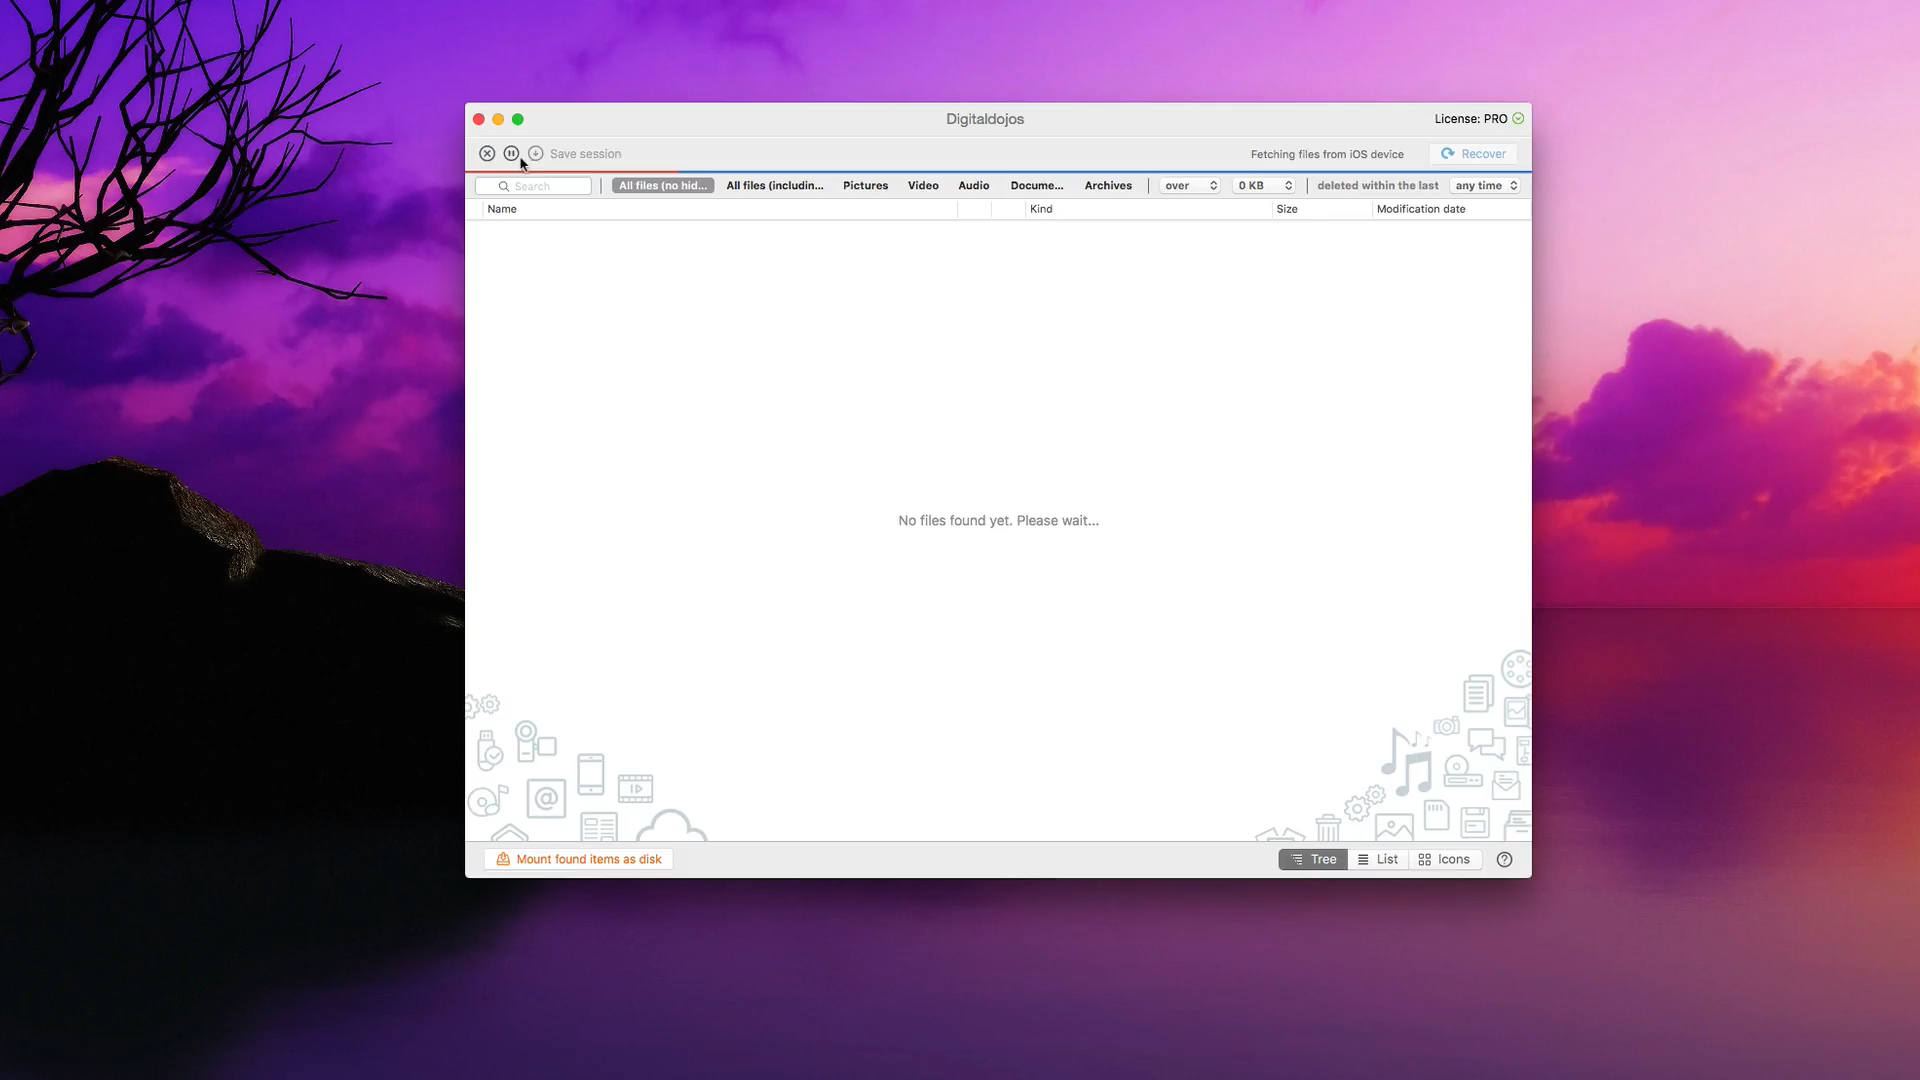 Digitaldojos
License: PRO
Save session
Fetching files from iOS device
Recover
Search
All files (no hid...
All files (includin...
Pictures
Video
Audio
Docume...
Archives
over
0 KB
deleted within the last
any time
Name
Kind
Size
Modification date
No files found yet. Please wait...
@
Mount found items as disk
Tree
List
Icons
?